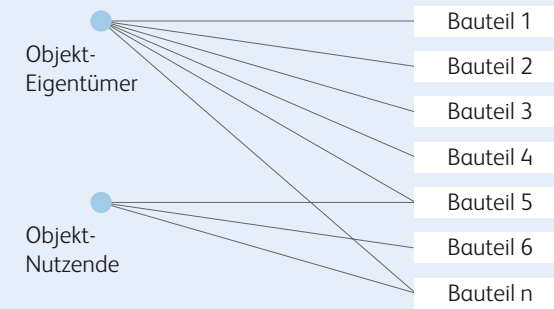 Objekt-
Eigentümer
Objekt-
Nutzende
Bauteil 1
Bauteil 2
Bauteil 3
Bauteil 4
Bauteil 5
Bauteil 6
Bauteil n